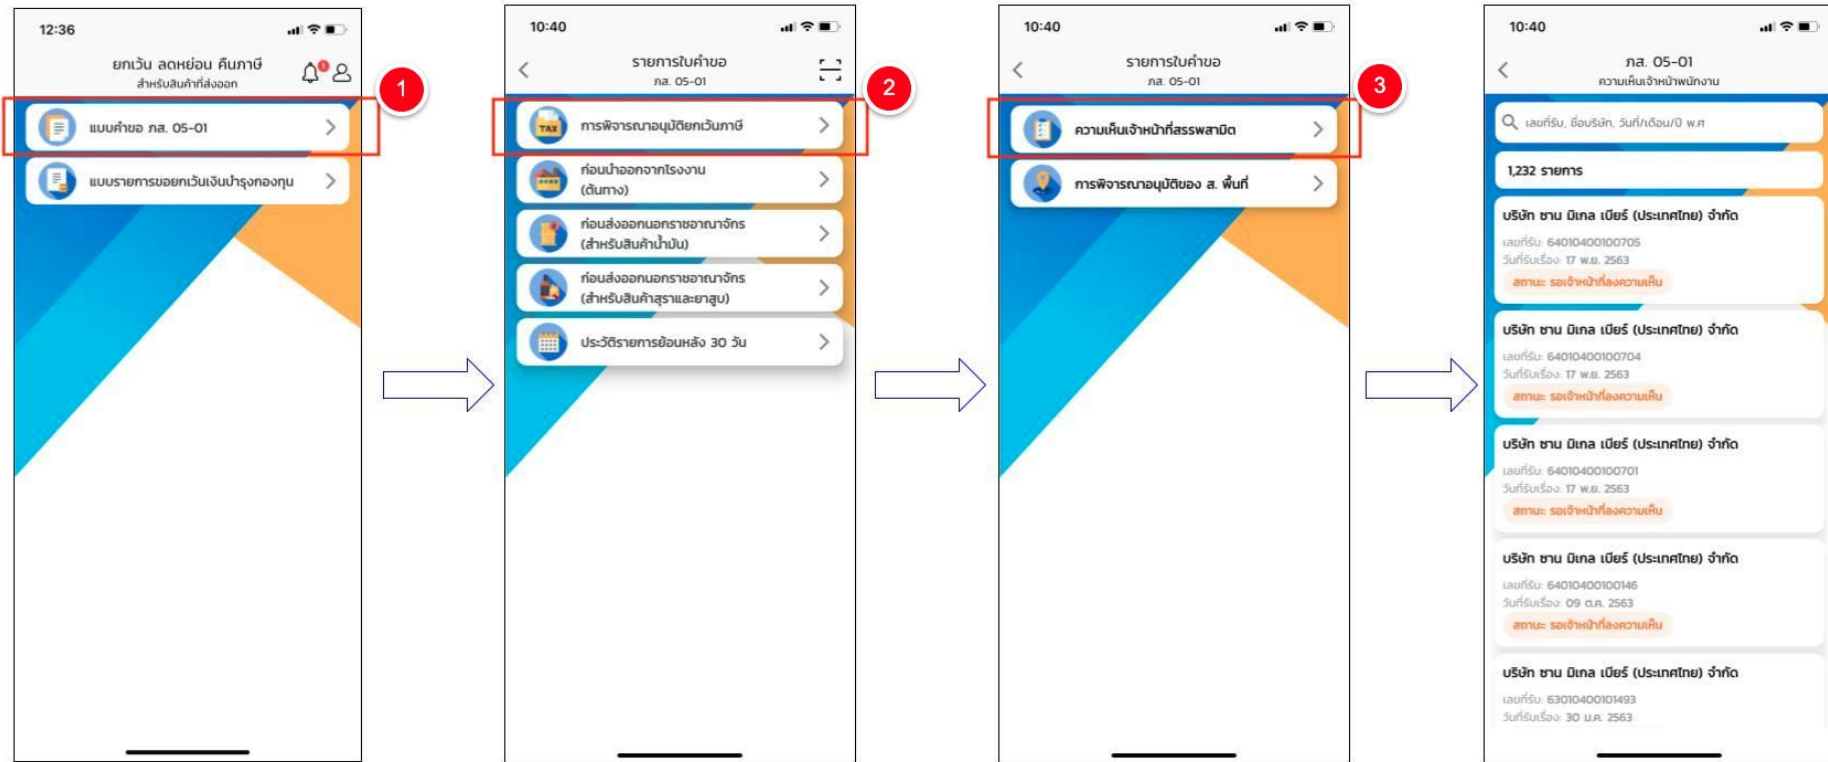 12:36
ยกเว้น ลดหย่อน คืนภาษี
สำหรับสินค้าที่ส่งออก
1
แบบคำขอ ภส. 05-01
แบบรายการขอยกเว้นเงินบำรุงกองทุน
10:40
รายการใบคำขอ
ภส. 05-01
2
TAX
การพิจารณาอนุมัติยกเว้นภาษี
ก่อนนำออกจากโรงงาน
(ต้นทาง)
ก่อนส่งออกนอกราชอาณาจักร
(สำหรับสินค้าน้ำมัน)
ก่อนส่งออกนอกราชอาณาจักร
(สำหรับสินค้าสุราและยาสูบ)
ประวัติรายการย้อนหลัง 30 วัน
10:40
รายการใบคำขอ
ภส. 05-01
3
ความเห็นเจ้าหน้าที่สรรพสามิต
การพิจารณาอนุมัติของ ส. พื้นที่
10:40
ภส. 05-01
ความเห็นเจ้าหน้าพนักงาน
เลขที่รับ, ชื่อบริษัท, วันที่/เดือน/ปี พ.ศ
1,232 รายการ
บริษัท ซาน มิเกล เบียร์ (ประเทศไทย) จำกัด
เลขที่รับ: 64010400100705
วันที่รับเรื่อง: 17 พ.ย. 2563
สถานะ: รอเจ้าหน้าที่ลงความเห็น
บริษัท ซาน มิเกล เบียร์ (ประเทศไทย) จำกัด
เลขที่รับ: 64010400100704
วันที่รับเรื่อง: 17 พ.ย. 2563
สถานะ: รอเจ้าหน้าที่ลงความเห็น
บริษัท ซาน มิเกล เบียร์ (ประเทศไทย) จำกัด
เลขที่รับ: 64010400100701
วันที่รับเรื่อง: 17 พ.ย. 2563
สถานะ: รอเจ้าหน้าที่ลงความเห็น
บริษัท ซาน มิเกล เบียร์ (ประเทศไทย) จำกัด
เลขที่รับ: 64010400100146
วันที่รับเรื่อง: 09 ต.ค. 2563
สถานะ: รอเจ้าหน้าที่ลงความเห็น
บริษัท ซาน มิเกล เบียร์ (ประเทศไทย) จำกัด
เลขที่รับ: 63010400101493
วันที่รับเรื่อง: 30 ม.ค. 2563